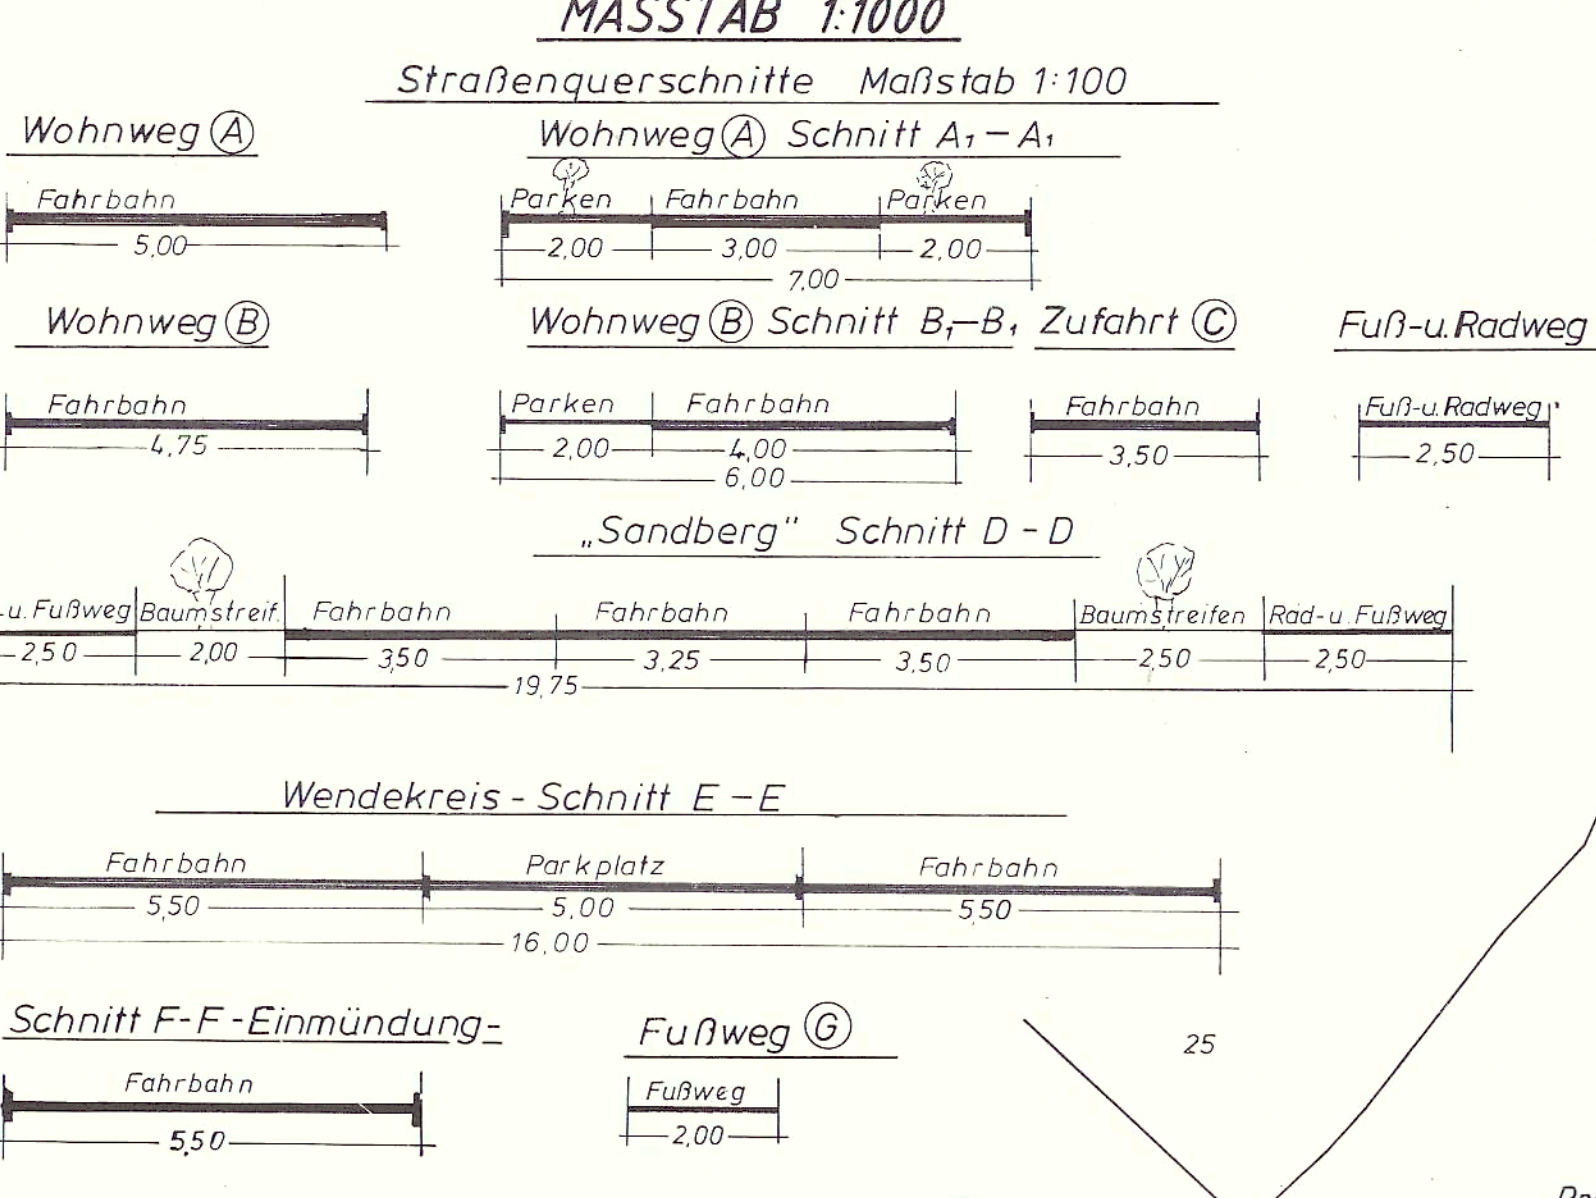 MASSTAB 1:1000
Straßenquerschnitte Maßstab 1:100
Wohnweg A
Fahrbahn
5,00
Wohnweg A Schnitt A1 – A1
Parken Fahrbahn Parken
2,00 3,00 2,00
7,00
Wohnweg B
Fahrbahn
4,75
Wohnweg B Schnitt B1 – B1
Parken Fahrbahn
2,00 4,00
6,00
Zufahrt C
Fahrbahn
3,50
Fuß-u. Radweg
Fuß-u. Radweg
2,50
„Sandberg" Schnitt D - D
-u. Fußweg Baumstreif. Fahrbahn Fahrbahn Fahrbahn Baumstreifen Rad-u. Fußweg
2,50 2,00 3,50 3,25 3,50 2,50 2,50
19,75
Wendekreis - Schnitt E – E
Fahrbahn Parkplatz Fahrbahn
5,50 5,00 5,50
16,00
Schnitt F-F -Einmündung-
Fahrbahn
5,50
Fußweg G
Fußweg
2,00
25